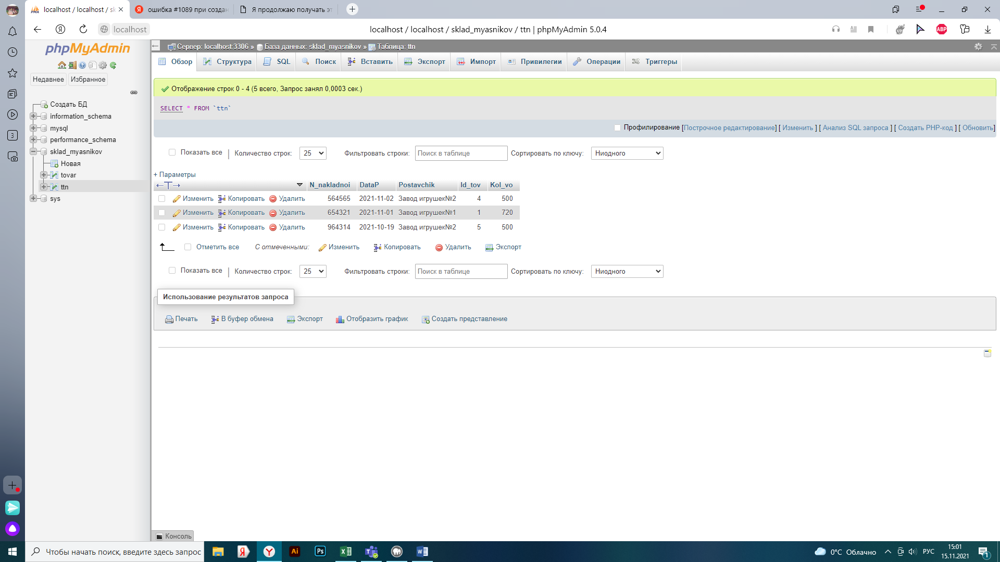 localhost / localhost / sk
ошибка #1089 при создан
Я продолжаю получать эт
localhost
localhost / localhost / sklad_myasnikov / ttn | phpMyAdmin 5.0.4
ABP
3
phpMyAdmin
Недавнее Избранное
Создать БД
information_schema
mysql
performance_schema
sklad_myasnikov
Новая
tovar
ttn
sys
Сервер: localhost:3306 » База данных: sklad_myasnikov » Таблица: ttn
Обзор Структура SQL Поиск Вставить Экспорт Импорт Привилегии Операции Триггеры
Отображение строк 0 - 4 (5 всего, Запрос занял 0,0003 сек.)
SELECT * FROM `ttn`
Профилирование [Построчное редактирование] [ Изменить ] [ Анализ SQL запроса ] [ Создать PHP-код ] [ Обновить]
Показать все | Количество строк: 25 Фильтровать строки: Поиск в таблице Сортировать по ключу: Ниодного
+ Параметры
←T→ N_nakladnoi DataP Postavchik Id_tov Kol_vo
Изменить Копировать Удалить 564565 2021-11-02 Завод игрушек№2 4 500
Изменить Копировать Удалить 654321 2021-11-01 Завод игрушек№1 1 720
Изменить Копировать Удалить 964314 2021-10-19 Завод игрушек№2 5 500
Отметить все С отмеченными: Изменить Копировать Удалить Экспорт
Показать все | Количество строк: 25 Фильтровать строки: Поиск в таблице Сортировать по ключу: Ниодного
Использование результатов запроса
Печать В буфер обмена Экспорт Отобразить график Создать представление
Консоль
Чтобы начать поиск, введите здесь запрос
Ai
Ps
0°C Облачно
РУС
15:01
15.11.2021
1